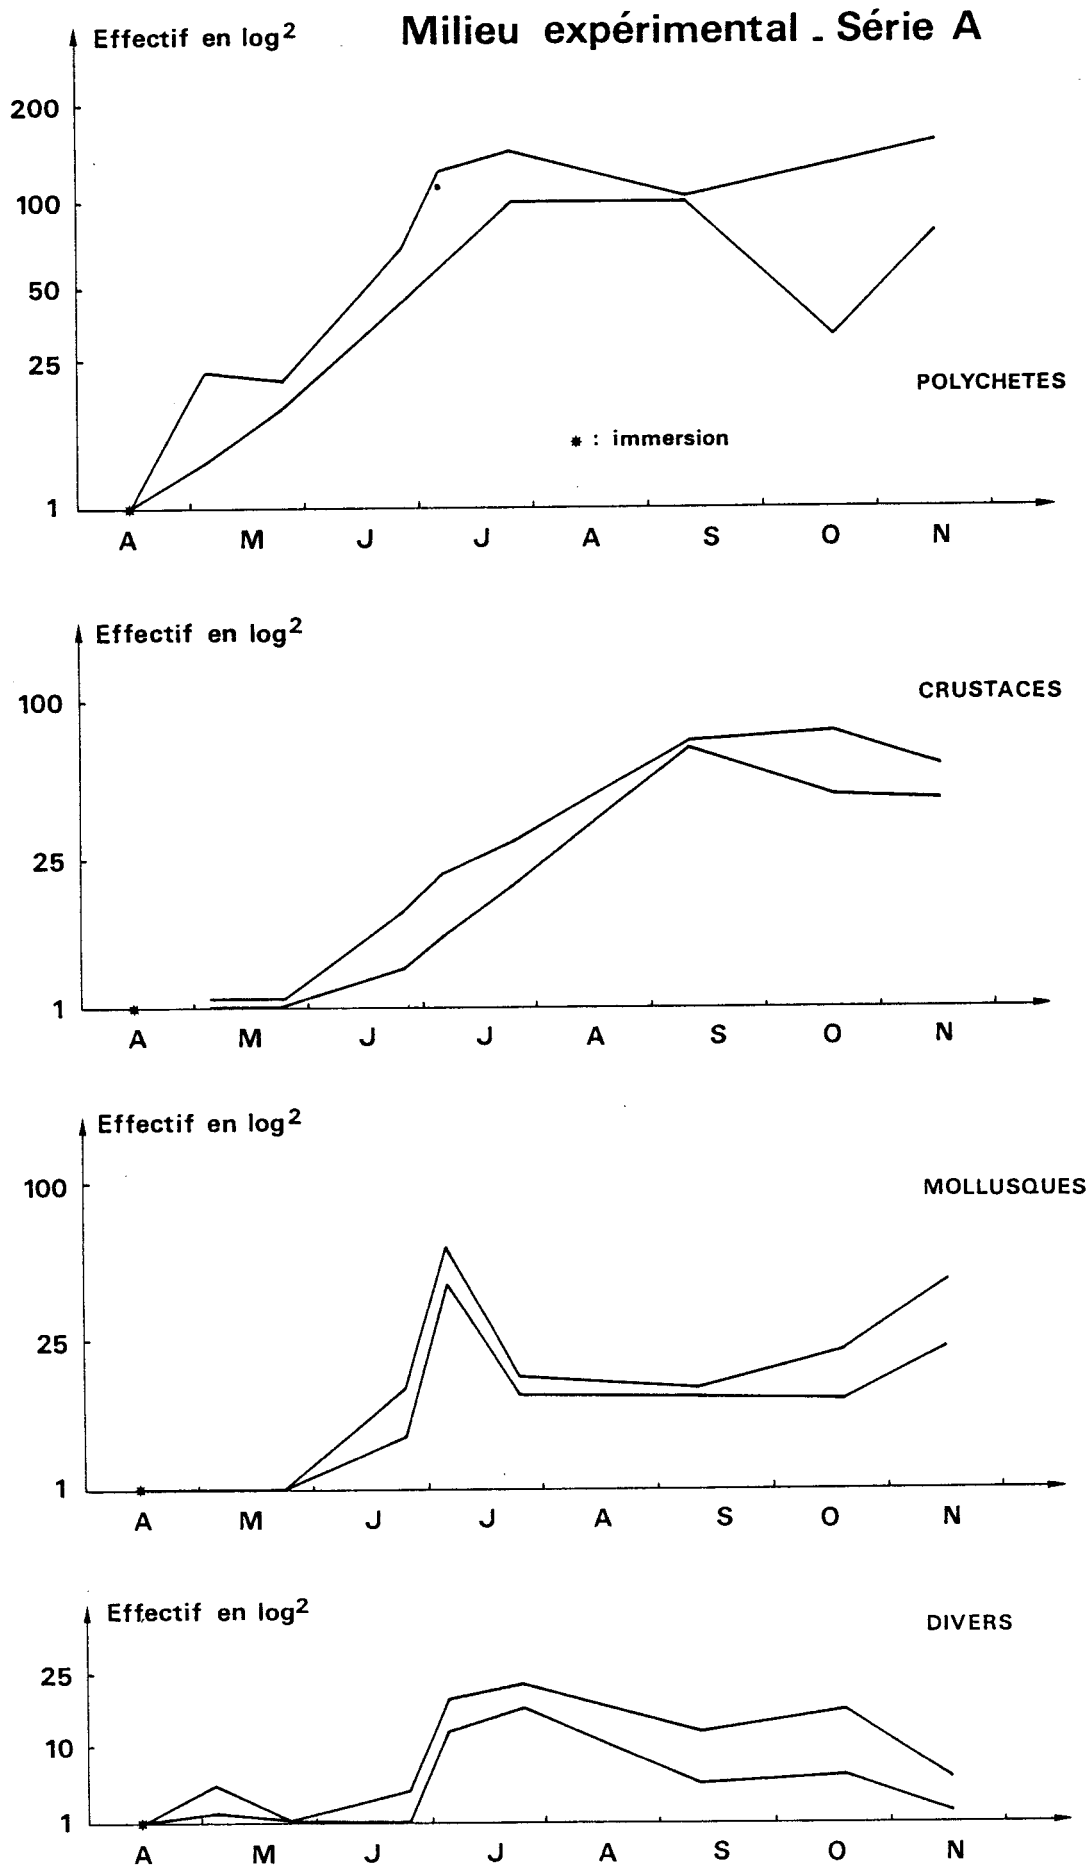 Milieu expérimental - Série A
Effectif en log2
200
100
50
25
1
POLYCHETES
* : immersion
A M J J A S O N
Effectif en log2
CRUSTACES
100
25
1
A M J J A S O N
Effectif en log2
MOLLUSQUES
100
25
1
A M J J A S O N
Effectif en log2
DIVERS
25
10
1
A M J J A S O N